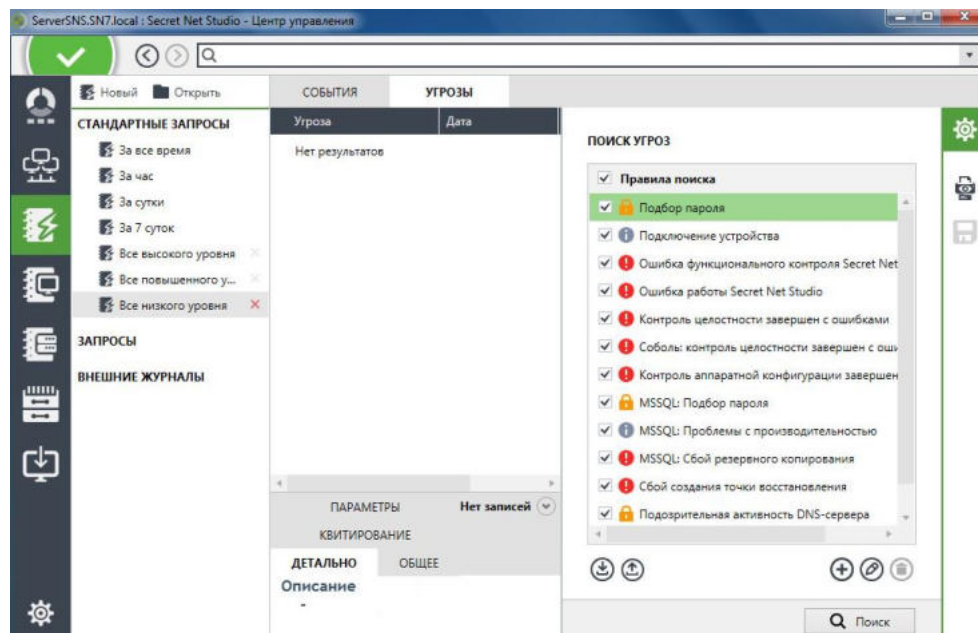 ServerSNS.SN7.local : Secret Net Studio - Центр управления
Новый Открыть
СТАНДАРТНЫЕ ЗАПРОСЫ
За все время
За час
За сутки
За 7 суток
Все высокого уровня
Все повышенного у...
Все низкого уровня
ЗАПРОСЫ
ВНЕШНИЕ ЖУРНАЛЫ
СОБЫТИЯ УГРОЗЫ
Угроза Дата
Нет результатов
ПАРАМЕТРЫ Нет записей
КВИТИРОВАНИЕ
ДЕТАЛЬНО ОБЩЕЕ
Описание
-
ПОИСК УГРОЗ
Правила поиска
Подбор пароля
Подключение устройства
Ошибка функционального контроля Secret Net
Ошибка работы Secret Net Studio
Контроль целостности завершен с ошибками
Соболь: контроль целостности завершен с оши
Контроль аппаратной конфигурации завершен
MSSQL: Подбор пароля
MSSQL: Проблемы с производительностью
MSSQL: Сбой резервного копирования
Сбой создания точки восстановления
Подозрительная активность DNS-сервера
Поиск